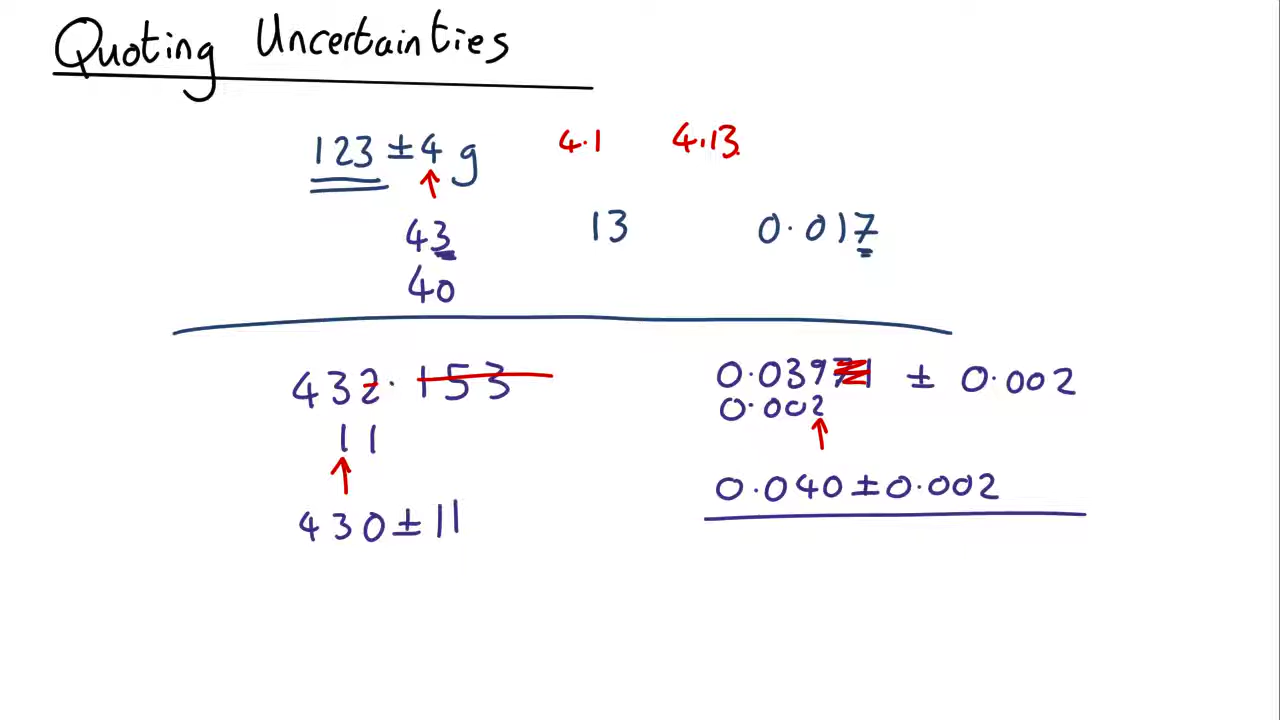 Quoting Uncertainties
123 ± 4 g 4.1 4.13
43 13 0.017
40
432.153 0.03971 ± 0.002
11 0.002
430 ± 11 0.040 ± 0.002